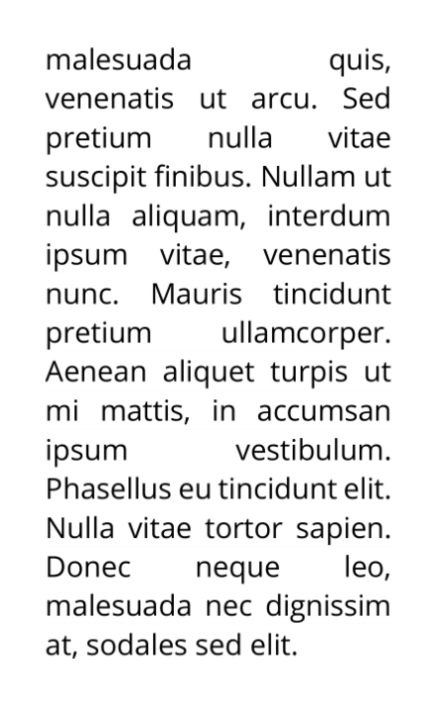 malesuada quis,
venenatis ut arcu. Sed
pretium nulla vitae
suscipit finibus. Nullam ut
nulla aliquam, interdum
ipsum vitae, venenatis
nunc. Mauris tincidunt
pretium ullamcorper.
Aenean aliquet turpis ut
mi mattis, in accumsan
ipsum vestibulum.
Phasellus eu tincidunt elit.
Nulla vitae tortor sapien.
Donec neque leo,
malesuada nec dignissim
at, sodales sed elit.